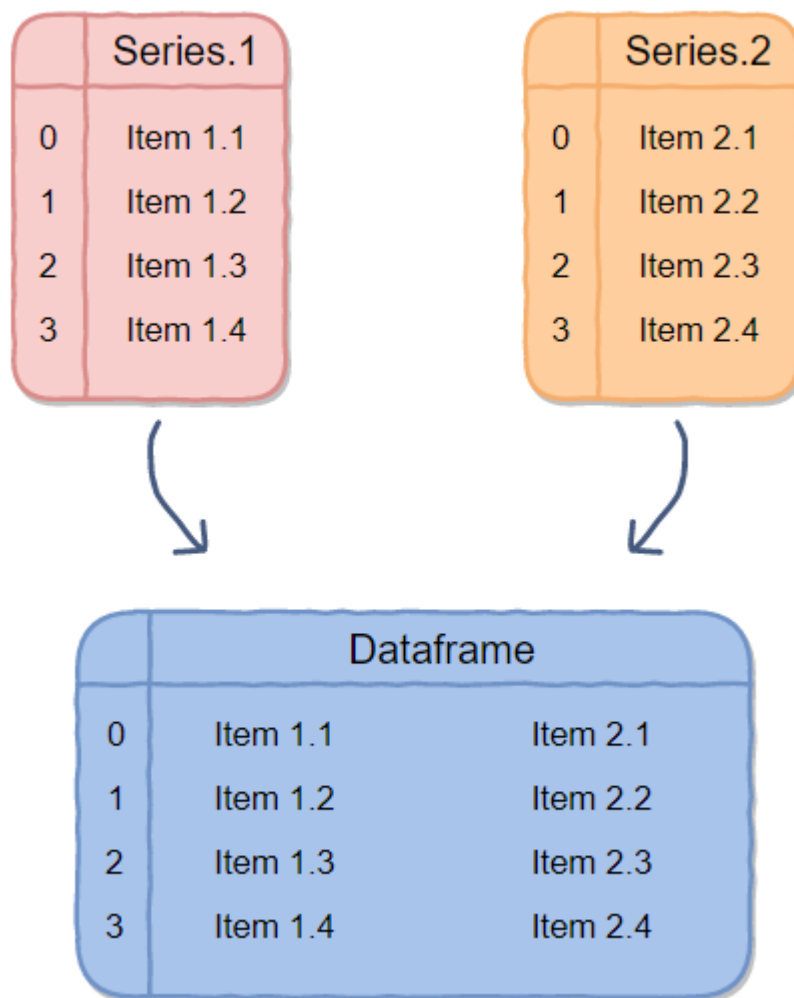 Series.1
0 Item 1.1
1 Item 1.2
2 Item 1.3
3 Item 1.4
Series.2
0 Item 2.1
1 Item 2.2
2 Item 2.3
3 Item 2.4
Dataframe
0 Item 1.1 Item 2.1
1 Item 1.2 Item 2.2
2 Item 1.3 Item 2.3
3 Item 1.4 Item 2.4